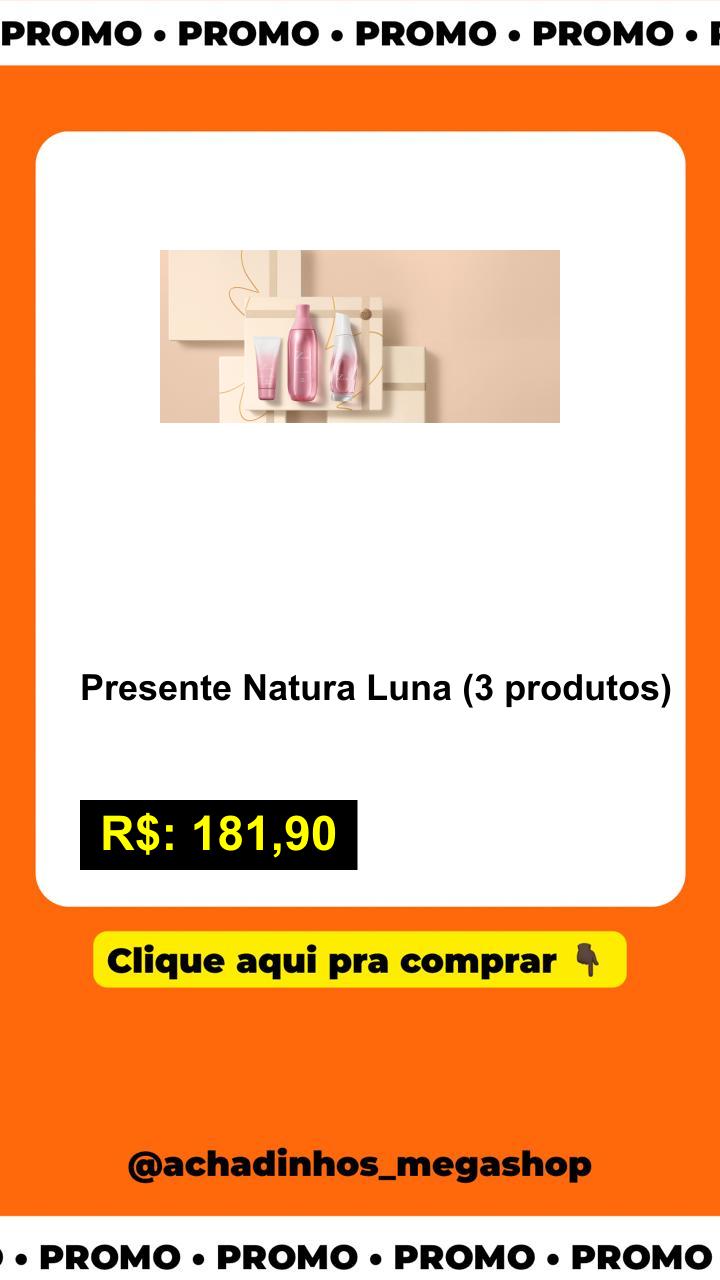 PROMO • PROMO • PROMO • PROMO •
Presente Natura Luna (3 produtos)
R$: 181,90
Clique aqui pra comprar 👇🏿
@achadinhos_megashop
• PROMO • PROMO • PROMO • PROMO